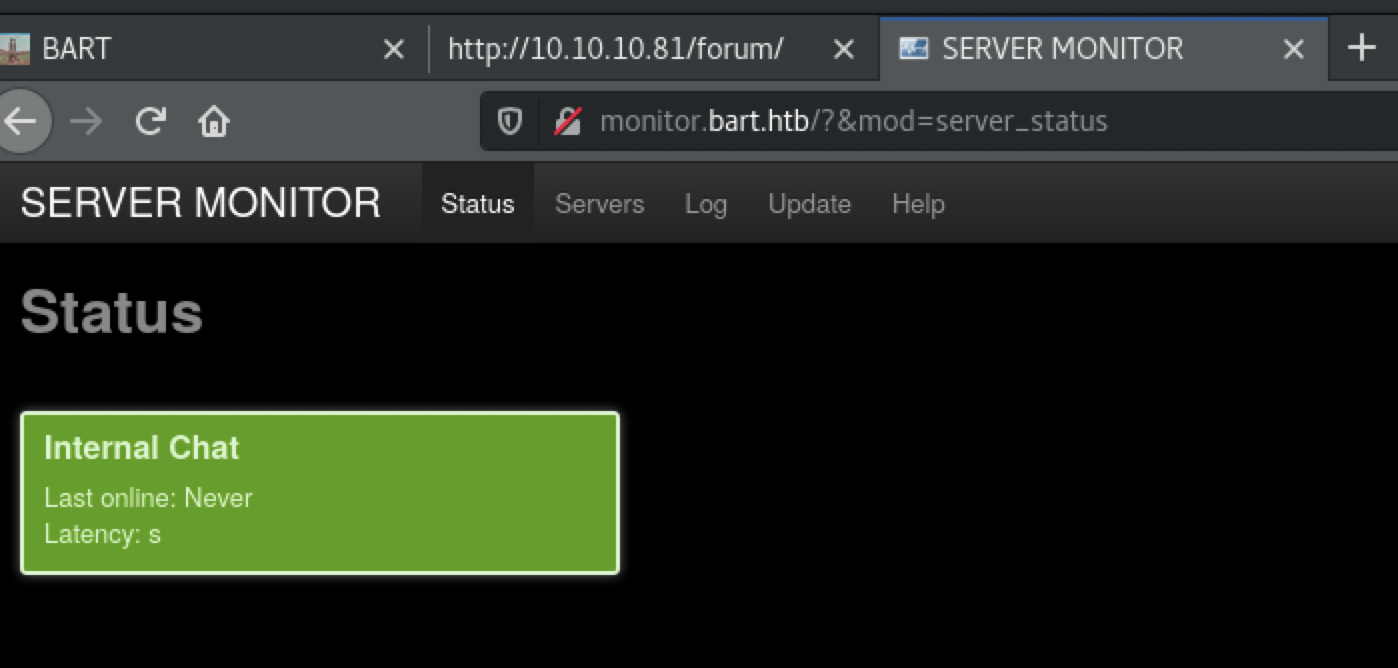 BART
http://10.10.10.81/forum/
SERVER MONITOR
monitor.bart.htb/?&mod=server_status
SERVER MONITOR Status Servers Log Update Help
Status
Internal Chat
Last online: Never
Latency: s